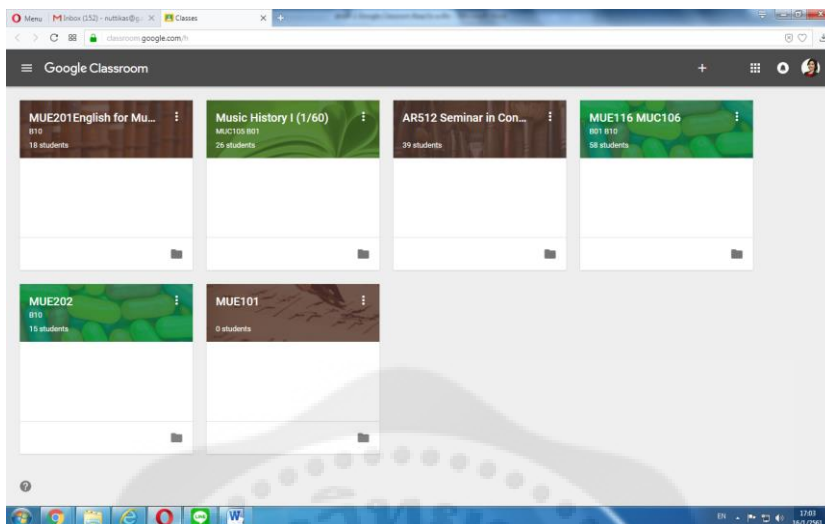 Menu
Inbox (152) - nuttikas@g
Classes
classroom.google.com/h
Google Classroom
MUE201English for Mu...
B10
18 students
Music History I (1/60)
MUC105 B01
26 students
AR512 Seminar in Con...
39 students
MUE116 MUC106
B01 B10
58 students
MUE202
B10
15 students
MUE101
0 students
EN
17:03